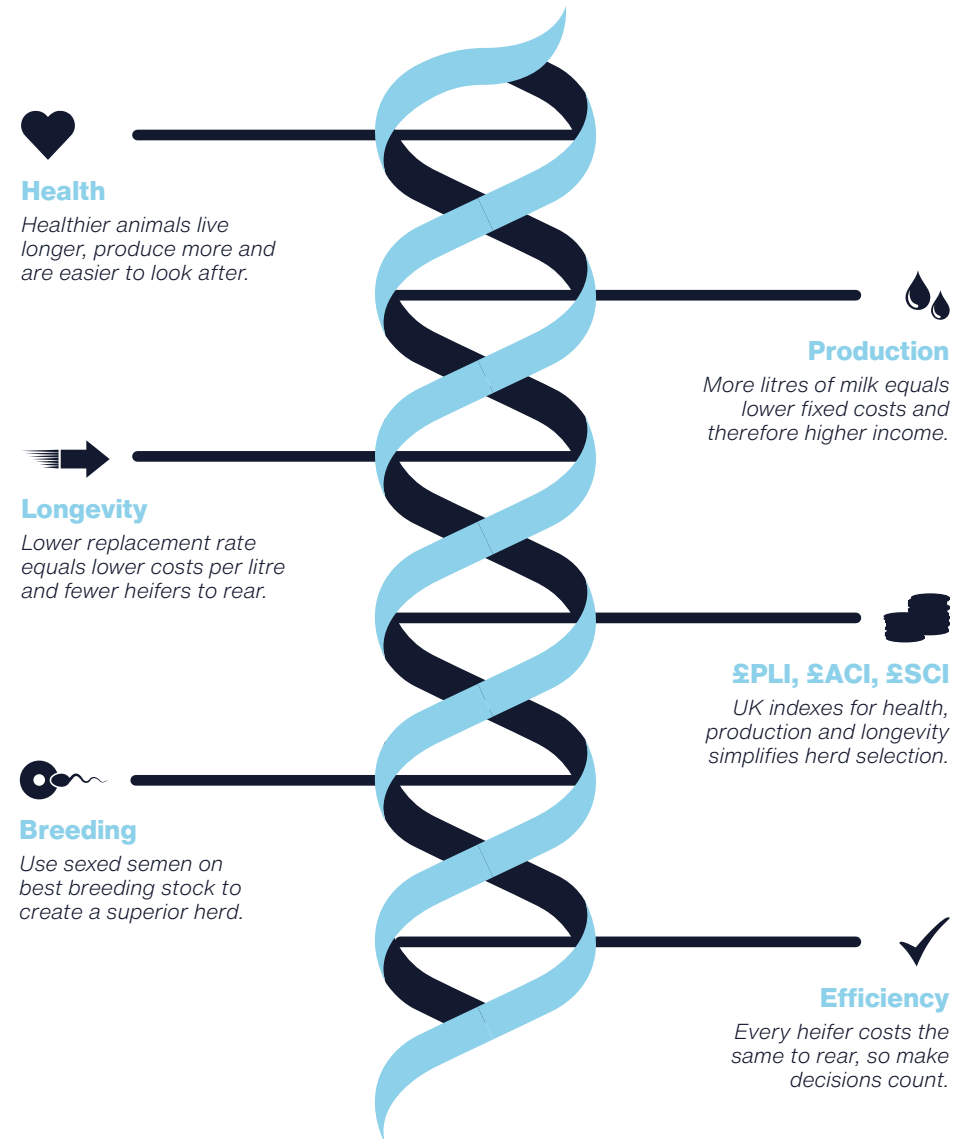 Health
Healthier animals live
longer, produce more and
are easier to look after.
Production
More litres of milk equals
lower fixed costs and
therefore higher income.
Longevity
Lower replacement rate
equals lower costs per litre
and fewer heifers to rear.
£PLI, £ACI, £SCI
UK indexes for health,
production and longevity
simplifies herd selection.
Breeding
Use sexed semen on
best breeding stock to
create a superior herd.
Efficiency
Every heifer costs the
same to rear, so make
decisions count.